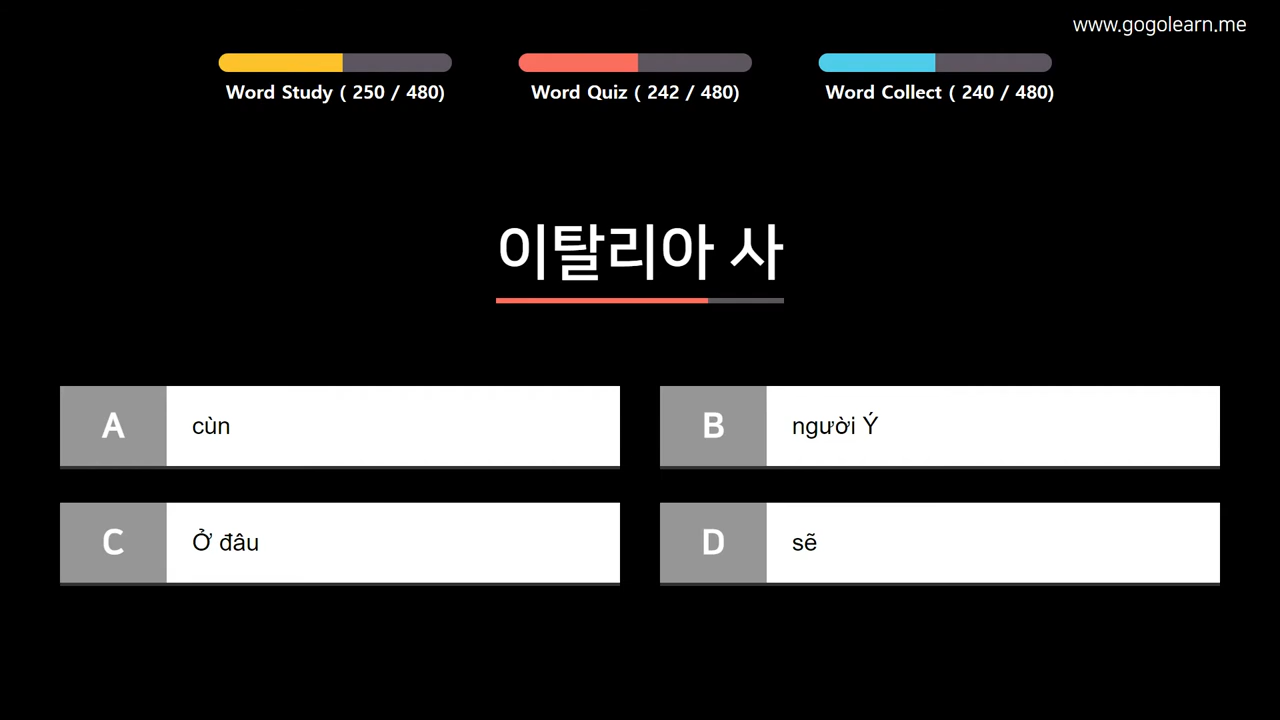 www.gogolearn.me
Word Study ( 250 / 480)
Word Quiz ( 242 / 480)
Word Collect ( 240 / 480)
이탈리아 사
A cùn
B người Ý
C Ở đâu
D sẽ